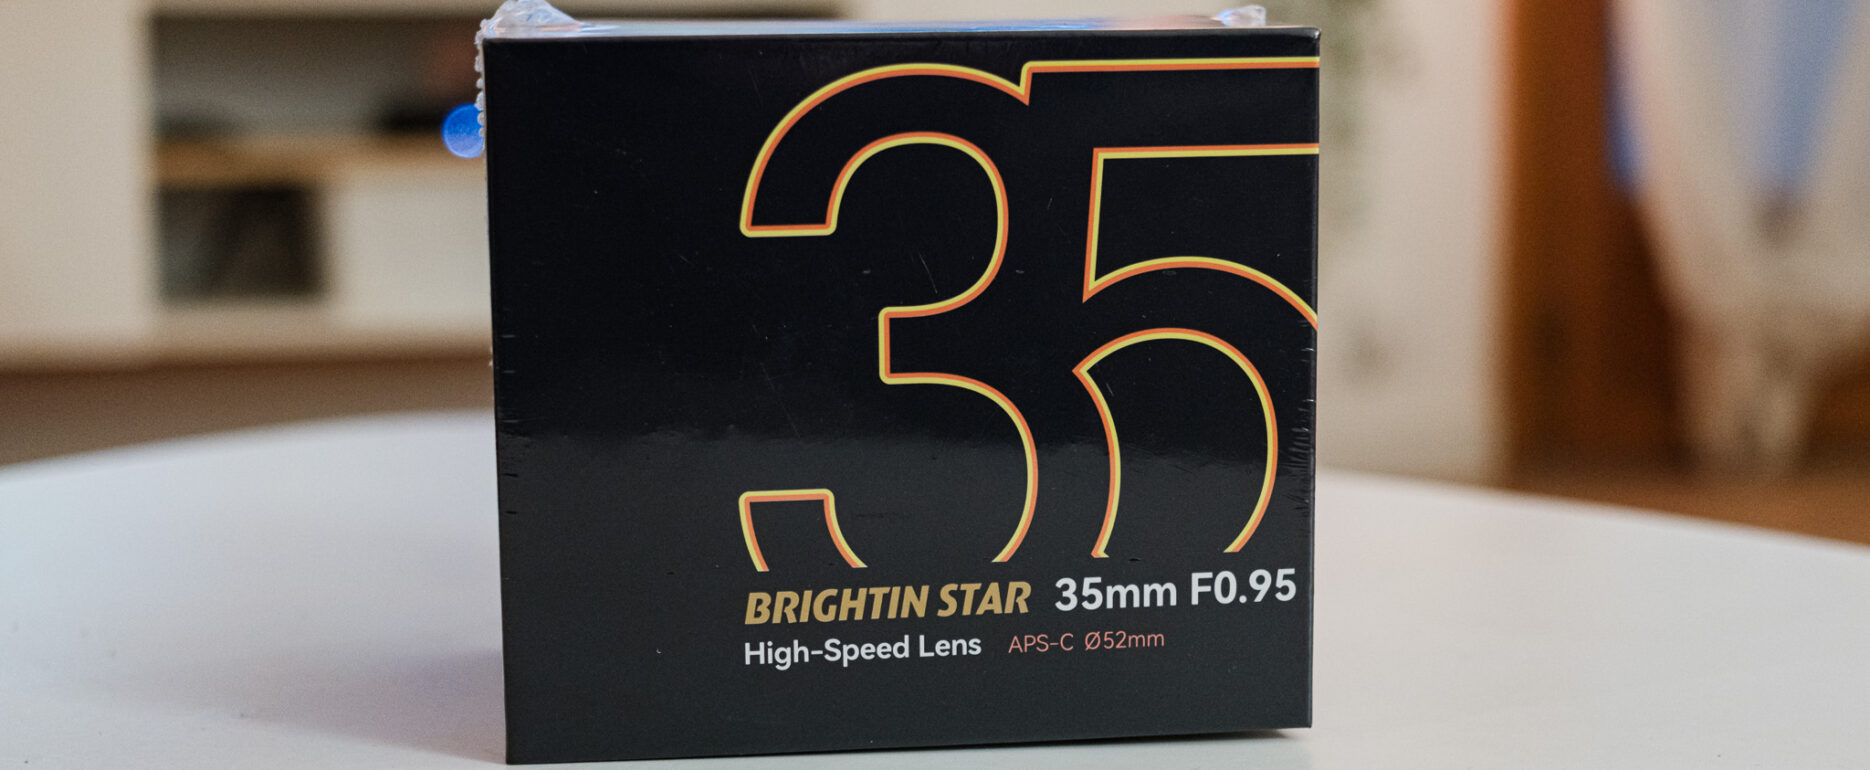 35
BRIGHTIN STAR 35mm F0.95
High-Speed Lens APS-C Ø52mm